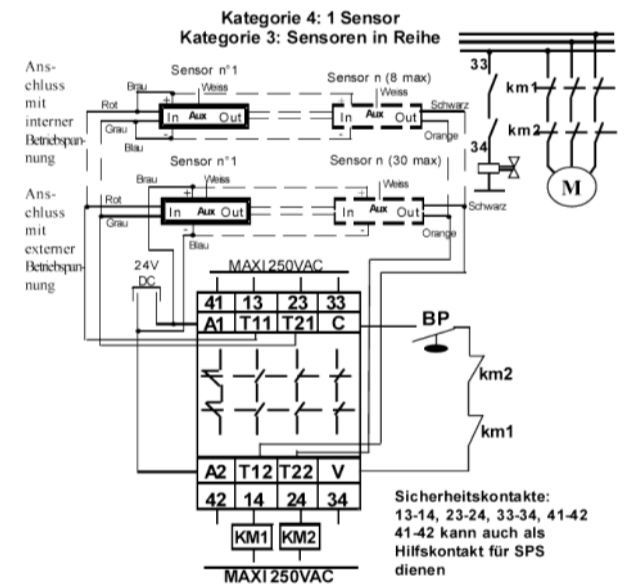 Kategorie 4: 1 Sensor
Kategorie 3: Sensoren in Reihe
Ans-
chluss
mit
interner
Betriebspan-
nung
Sensor n°1
Sensor n (8 max)
Brau
Weiss
Weiss
Rot
+
+
Schwarz
In Aux Out
In Aux Out
Grau
-
-
Orange
Blau
33
km1
km2
34
M
Ans-
chluss
mit
externer
Betriebspan-
nung
Sensor n°1
Sensor n (30 max)
Brau
Weiss
Weiss
Rot
+
+
In Aux Out
In Aux Out
Schwarz
Grau
-
-
Orange
Blau
24V
DC
MAXI 250VAC
41 13 23 33
A1 T11 T21 C
BP
km2
km1
A2 T12 T22 V
42 14 24 34
KM1 KM2
MAXI 250VAC
Sicherheitskontakte:
13-14, 23-24, 33-34, 41-42
41-42 kann auch als
Hilfskontakt für SPS
dienen